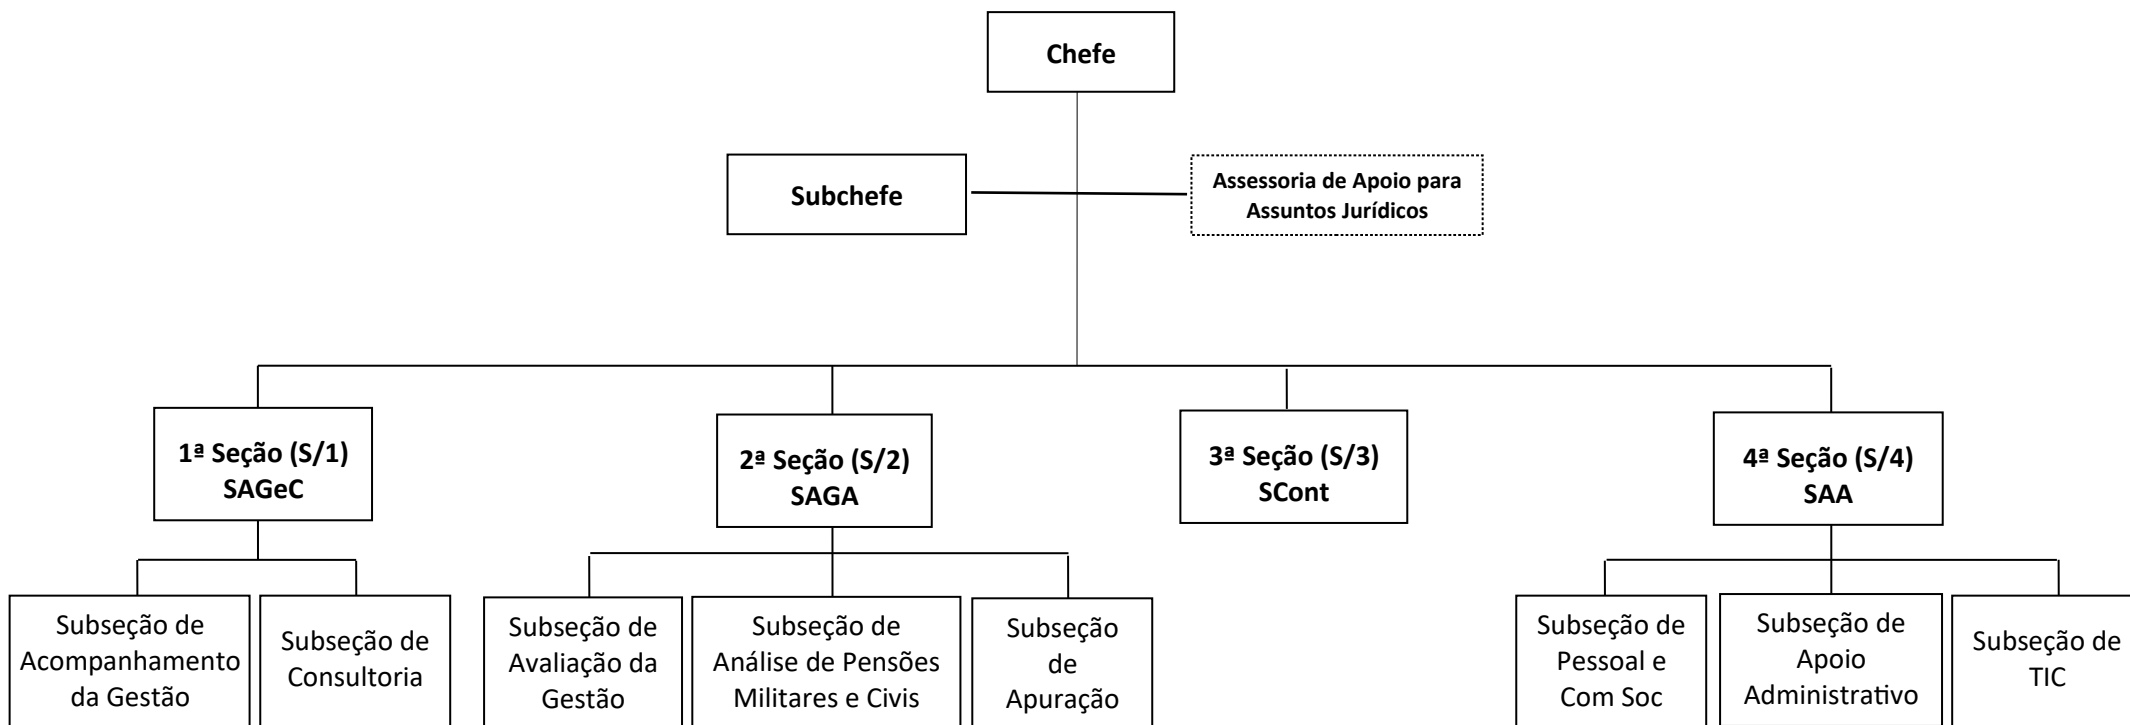 Chefe
Subchefe
Assessoria de Apoio para
Assuntos Jurídicos
1ª Seção (S/1)
SAGeC
2ª Seção (S/2)
SAGA
3ª Seção (S/3)
SCont
4ª Seção (S/4)
SAA
Subseção de
Acompanhamento
da Gestão
Subseção de
Consultoria
Subseção de
Avaliação da
Gestão
Subseção de
Análise de Pensões
Militares e Civis
Subseção
de
Apuração
Subseção de
Pessoal e
Com Soc
Subseção de
Apoio
Administrativo
Subseção de
TIC